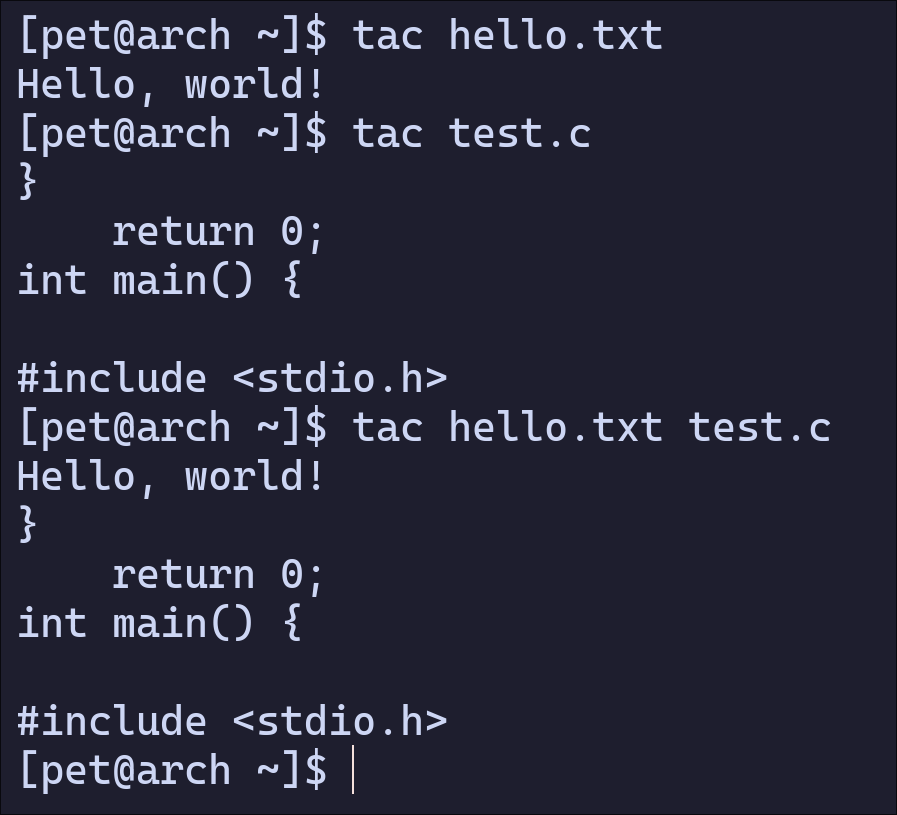 [pet@arch ~]$ tac hello.txt
Hello, world!
[pet@arch ~]$ tac test.c
}
    return 0;
int main() {

#include <stdio.h>
[pet@arch ~]$ tac hello.txt test.c
Hello, world!
}
    return 0;
int main() {

#include <stdio.h>
[pet@arch ~]$